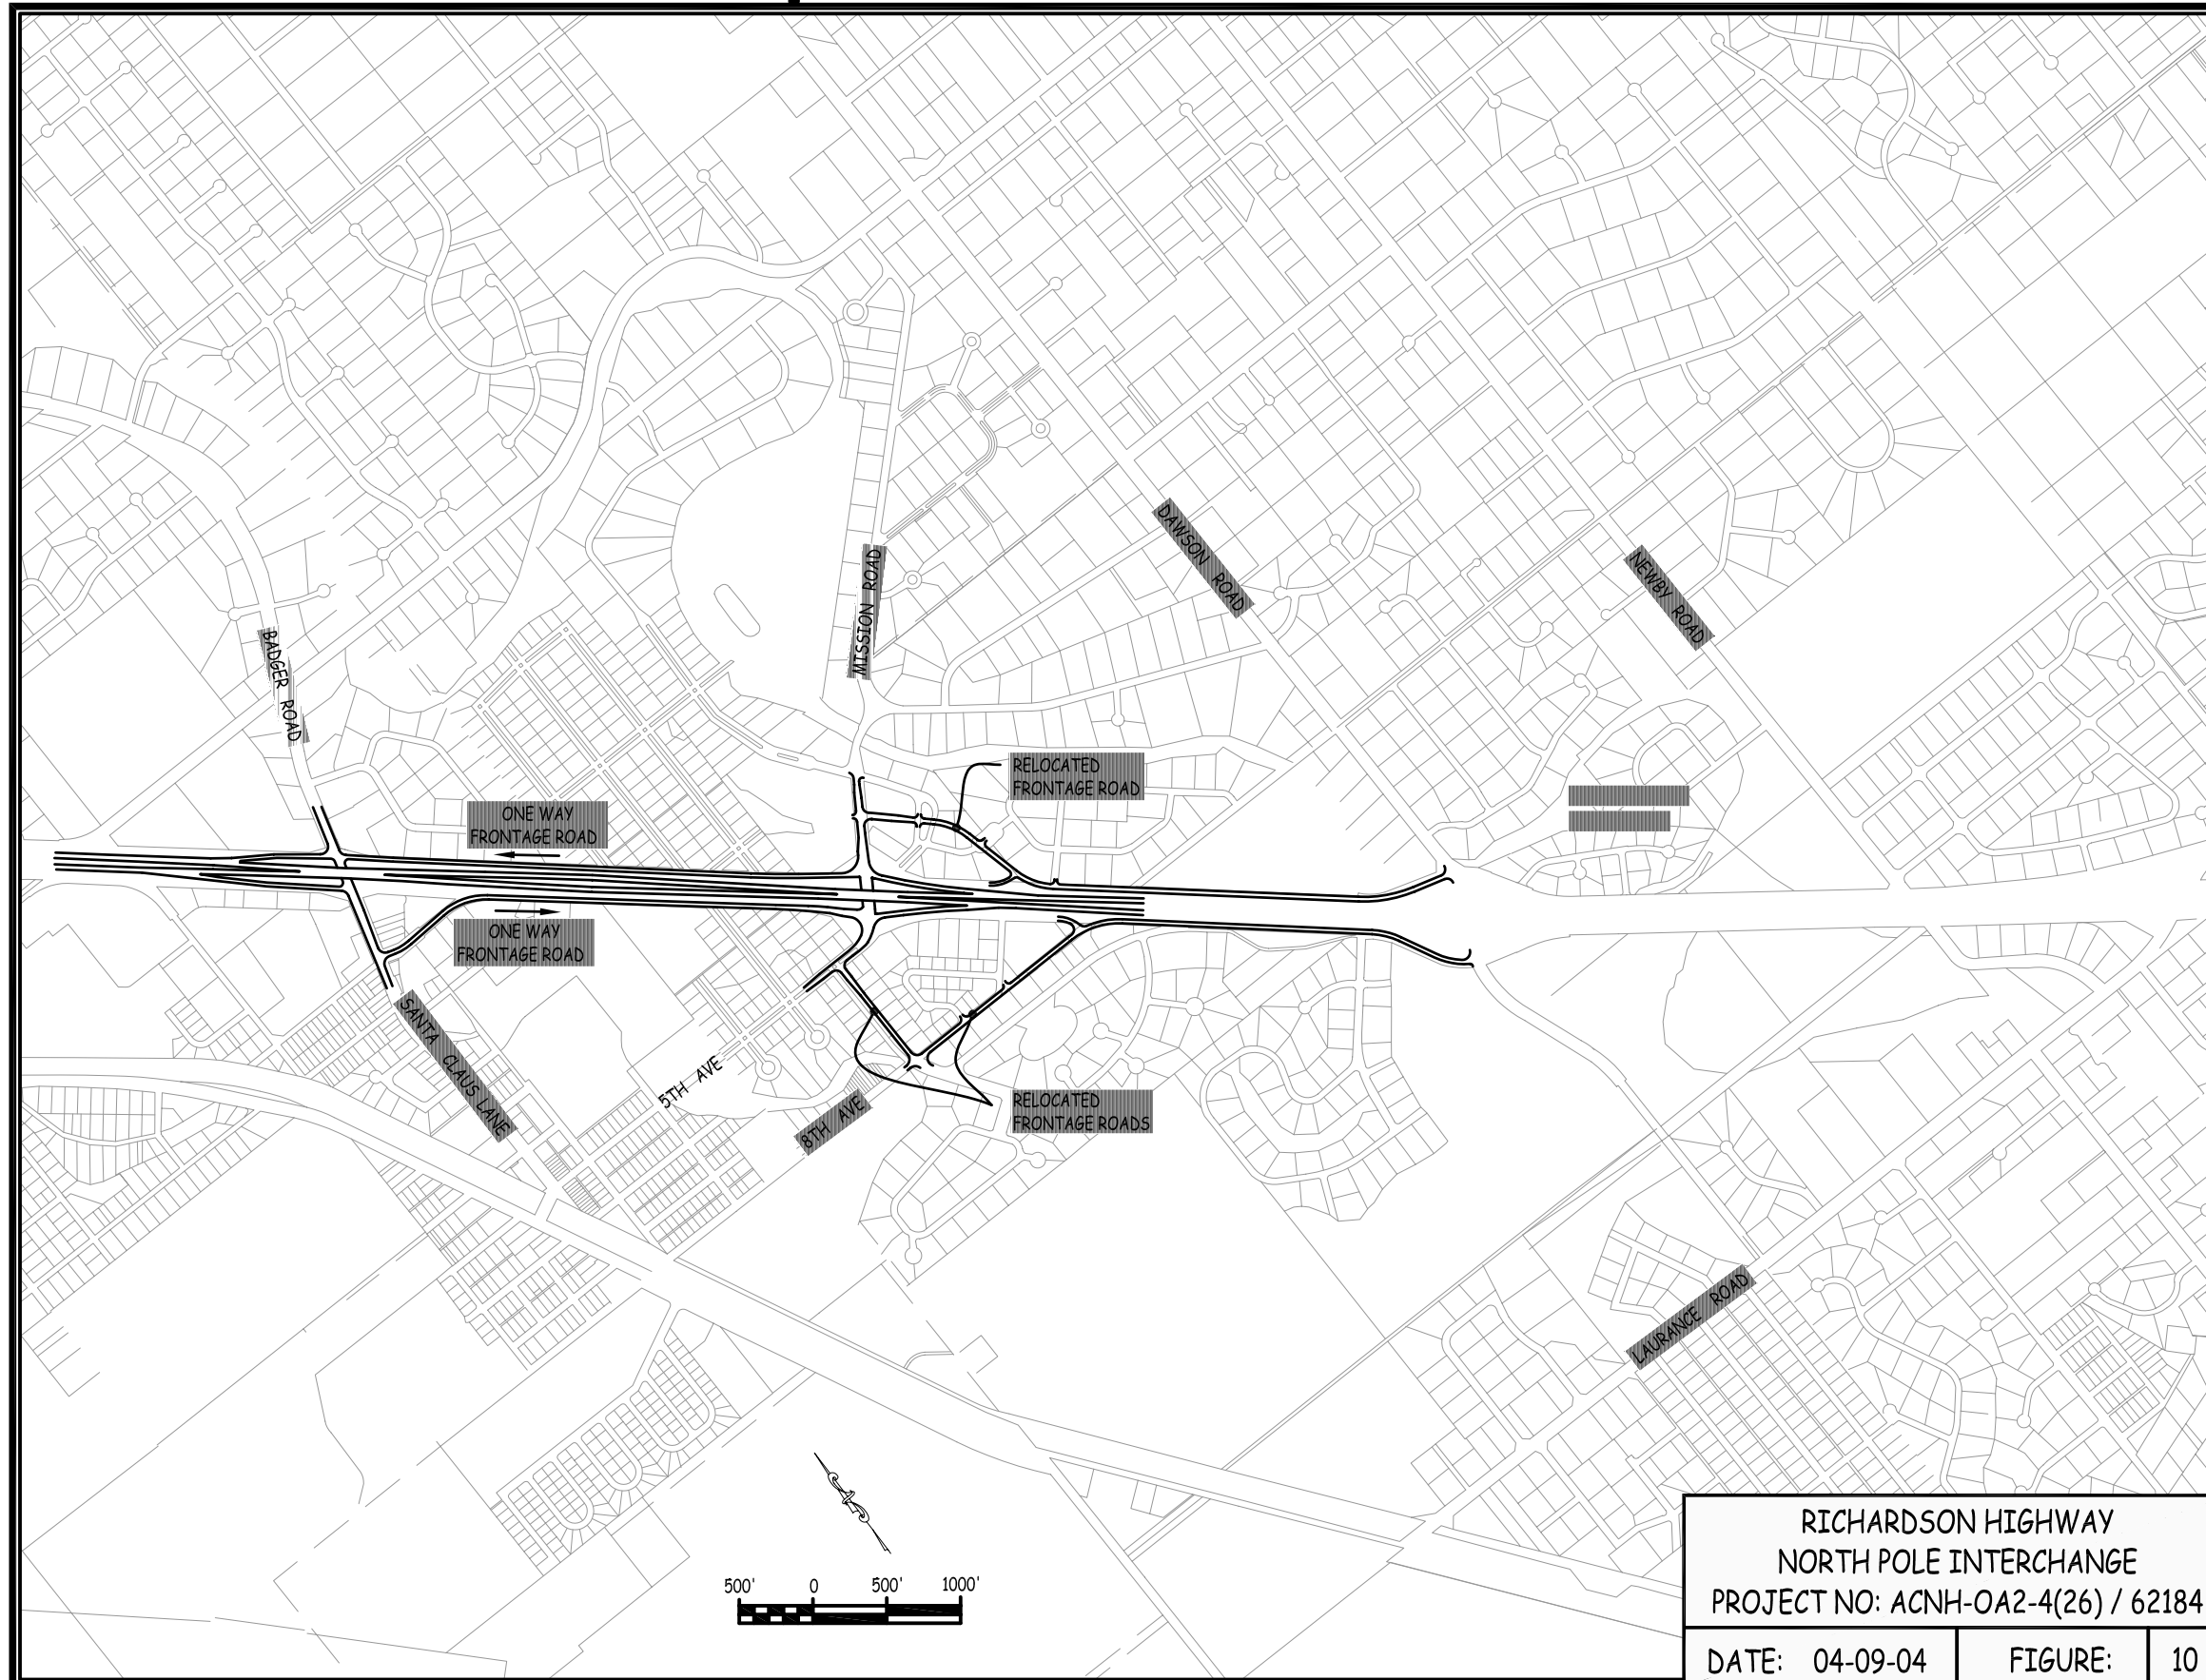 DAWSON ROAD
MISSION ROAD
NEWBY ROAD
BADGER ROAD
RELOCATED
FRONTAGE ROAD
ONE WAY
FRONTAGE ROAD
ONE WAY
FRONTAGE ROAD
SANTA CLAUS LANE
5TH AVE
8TH AVE
RELOCATED
FRONTAGE ROADS
LAURANCE ROAD
500' 0 500' 1000'
RICHARDSON HIGHWAY
NORTH POLE INTERCHANGE
PROJECT NO: ACNH-OA2-4(26) / 62184
DATE: 04-09-04 FIGURE: 10